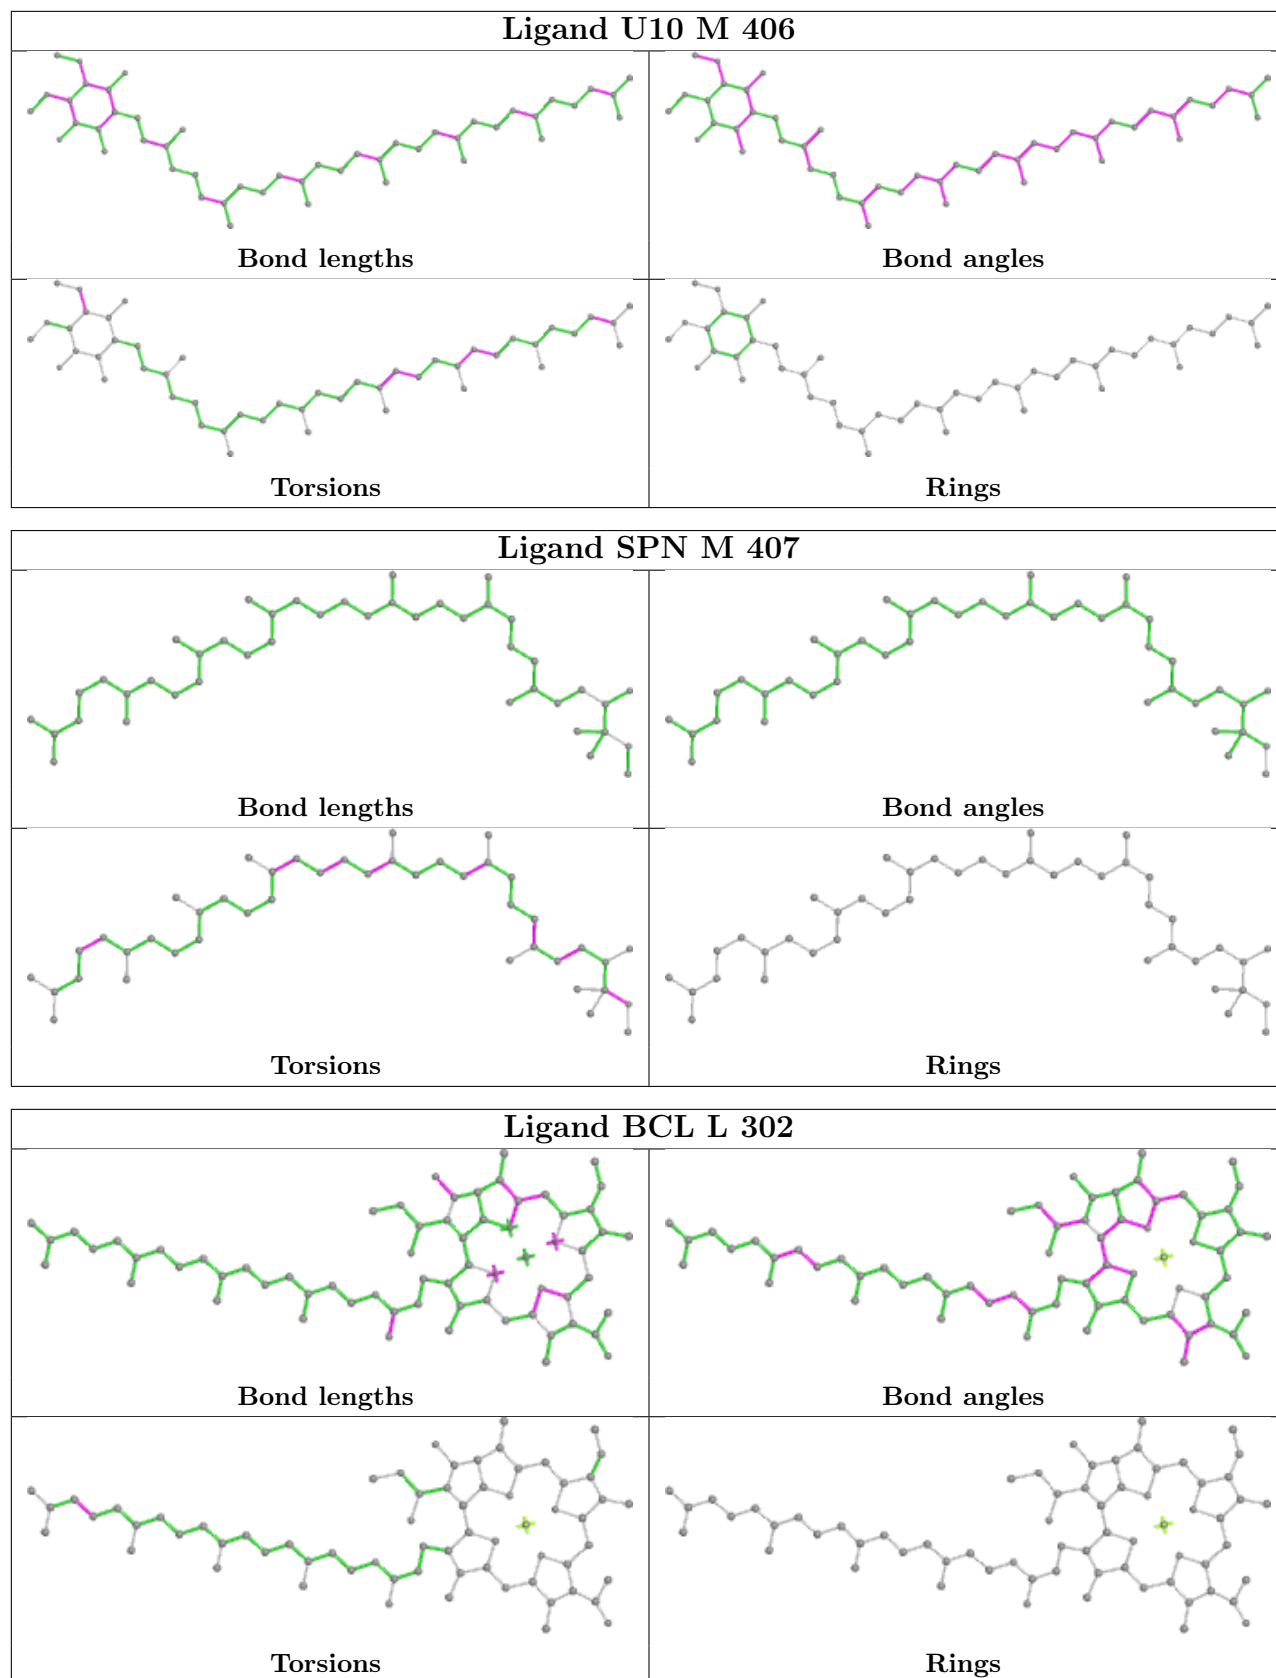 Ligand U10 M 406
Bond lengths
Bond angles
Torsions
Rings
Ligand SPN M 407
Bond lengths
Bond angles
Torsions
Rings
Ligand BCL L 302
Bond lengths
Bond angles
Torsions
Rings